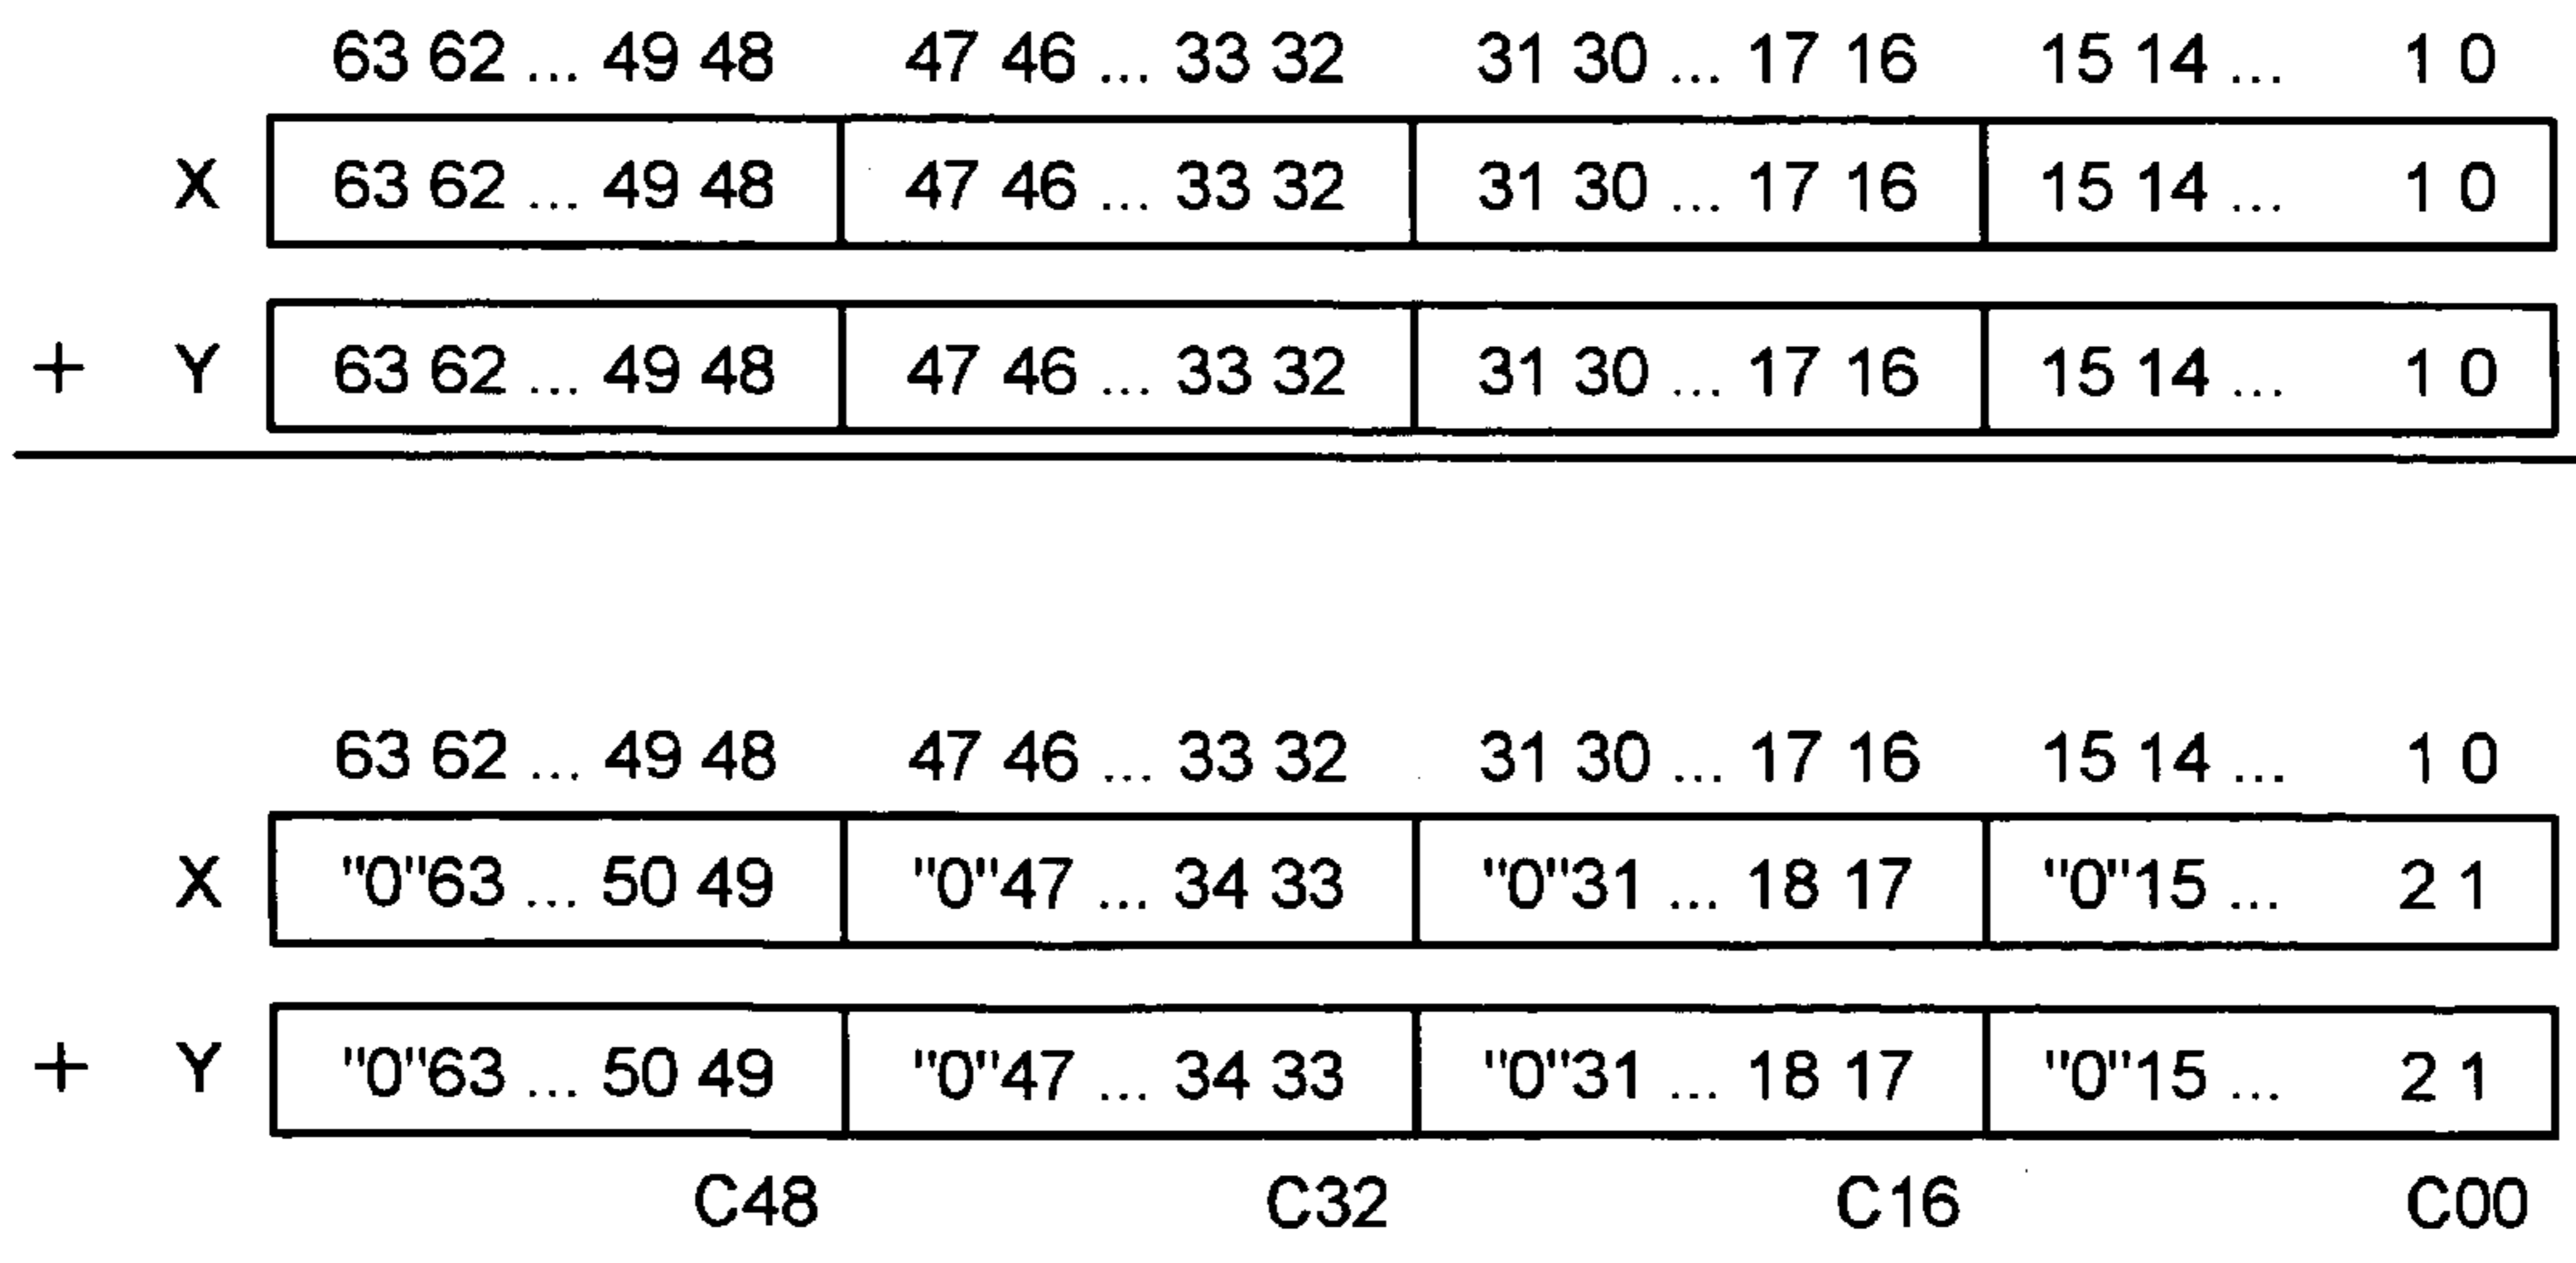 63 62 ... 49 48 47 46 ... 33 32 31 30 ... 17 16 15 14 ... 1 0
X 63 62 ... 49 48 47 46 ... 33 32 31 30 ... 17 16 15 14 ... 1 0
+ Y 63 62 ... 49 48 47 46 ... 33 32 31 30 ... 17 16 15 14 ... 1 0
63 62 ... 49 48 47 46 ... 33 32 31 30 ... 17 16 15 14 ... 1 0
X "0"63 ... 50 49 "0"47 ... 34 33 "0"31 ... 18 17 "0"15 ... 2 1
+ Y "0"63 ... 50 49 "0"47 ... 34 33 "0"31 ... 18 17 "0"15 ... 2 1
C48 C32 C16 C00